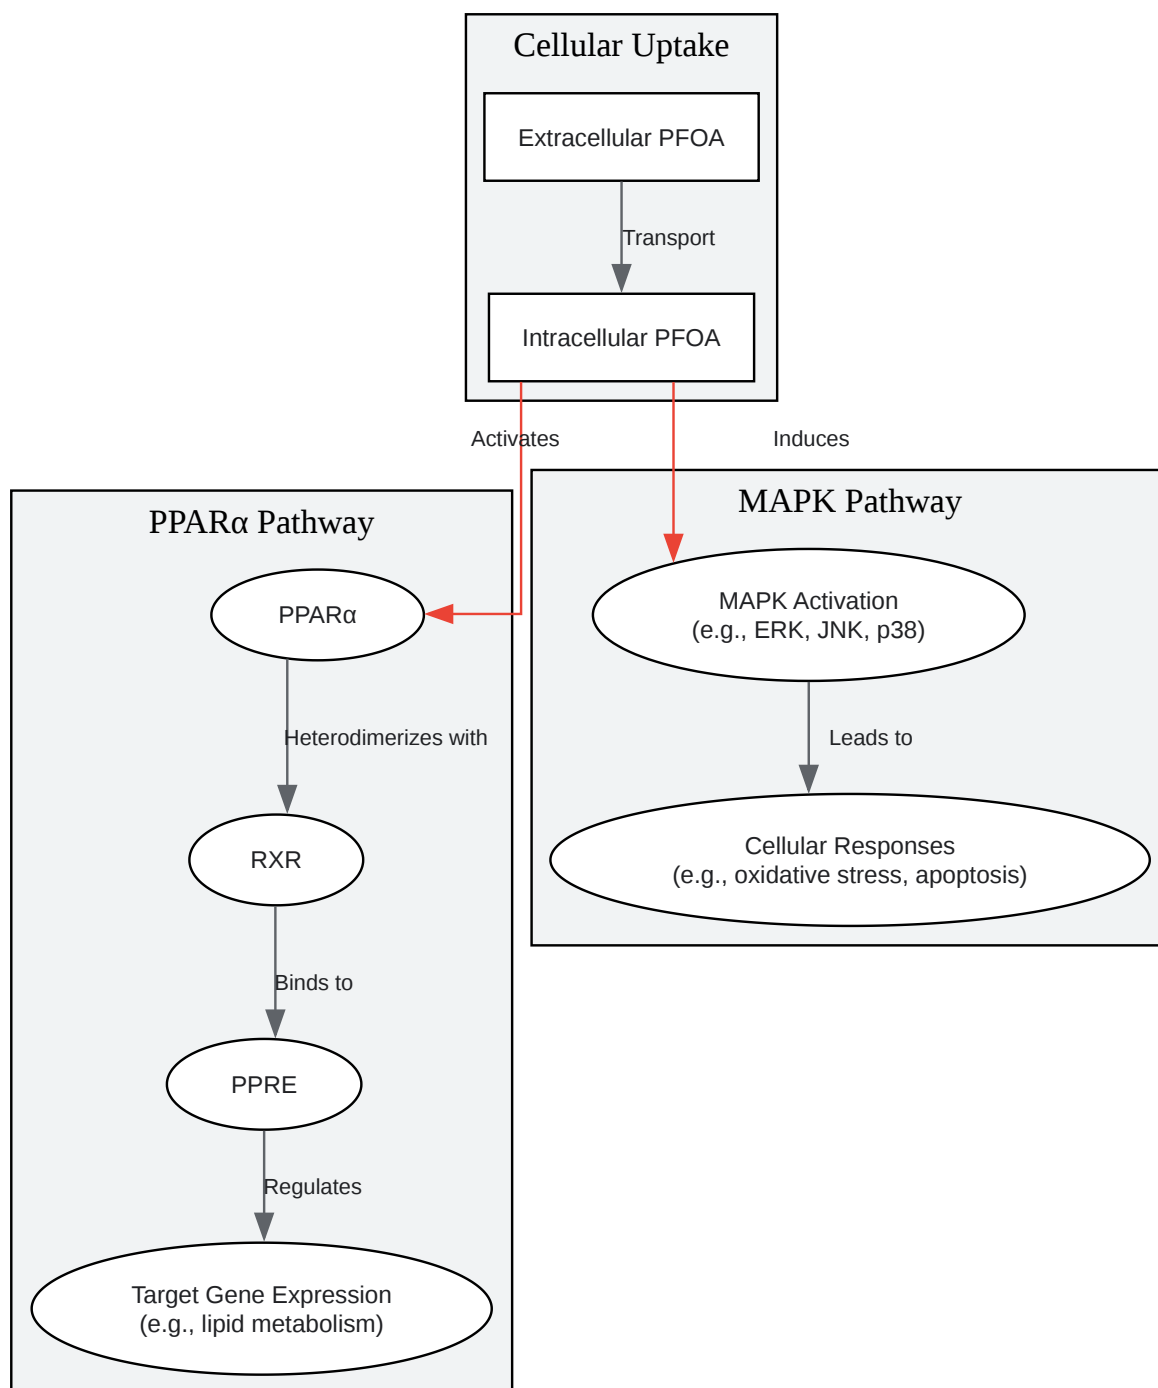 Cellular Uptake
Extracellular PFOA
Transport
Intracellular PFOA
Activates
Induces
PPARα Pathway
PPARα
Heterodimerizes with
RXR
Binds to
PPRE
Regulates
Target Gene Expression
(e.g., lipid metabolism)
MAPK Pathway
MAPK Activation
(e.g., ERK, JNK, p38)
Leads to
Cellular Responses
(e.g., oxidative stress, apoptosis)